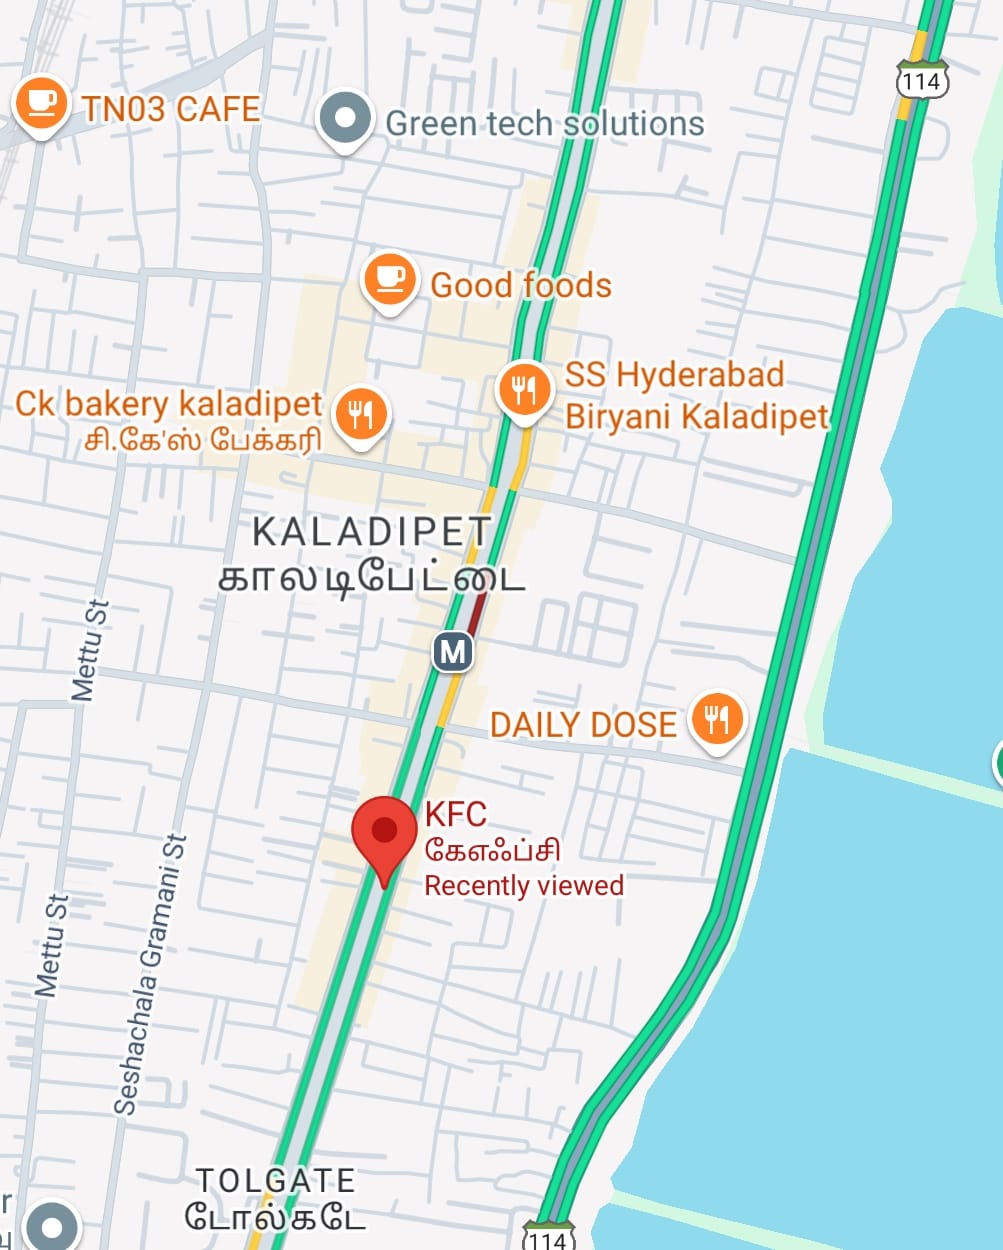 114
TN03 CAFE
Green tech solutions
Good foods
SS Hyderabad
Biryani Kaladipet
Ck bakery kaladipet
சி.கே'ஸ் பேக்கரி
KALADIPET
காலடிபேட்டை
Mettu St
M
DAILY DOSE
KFC
கேஎஃப்சி
Recently viewed
Seshachala Gramani St
Mettu St
TOLGATE
டோல்கடே
114